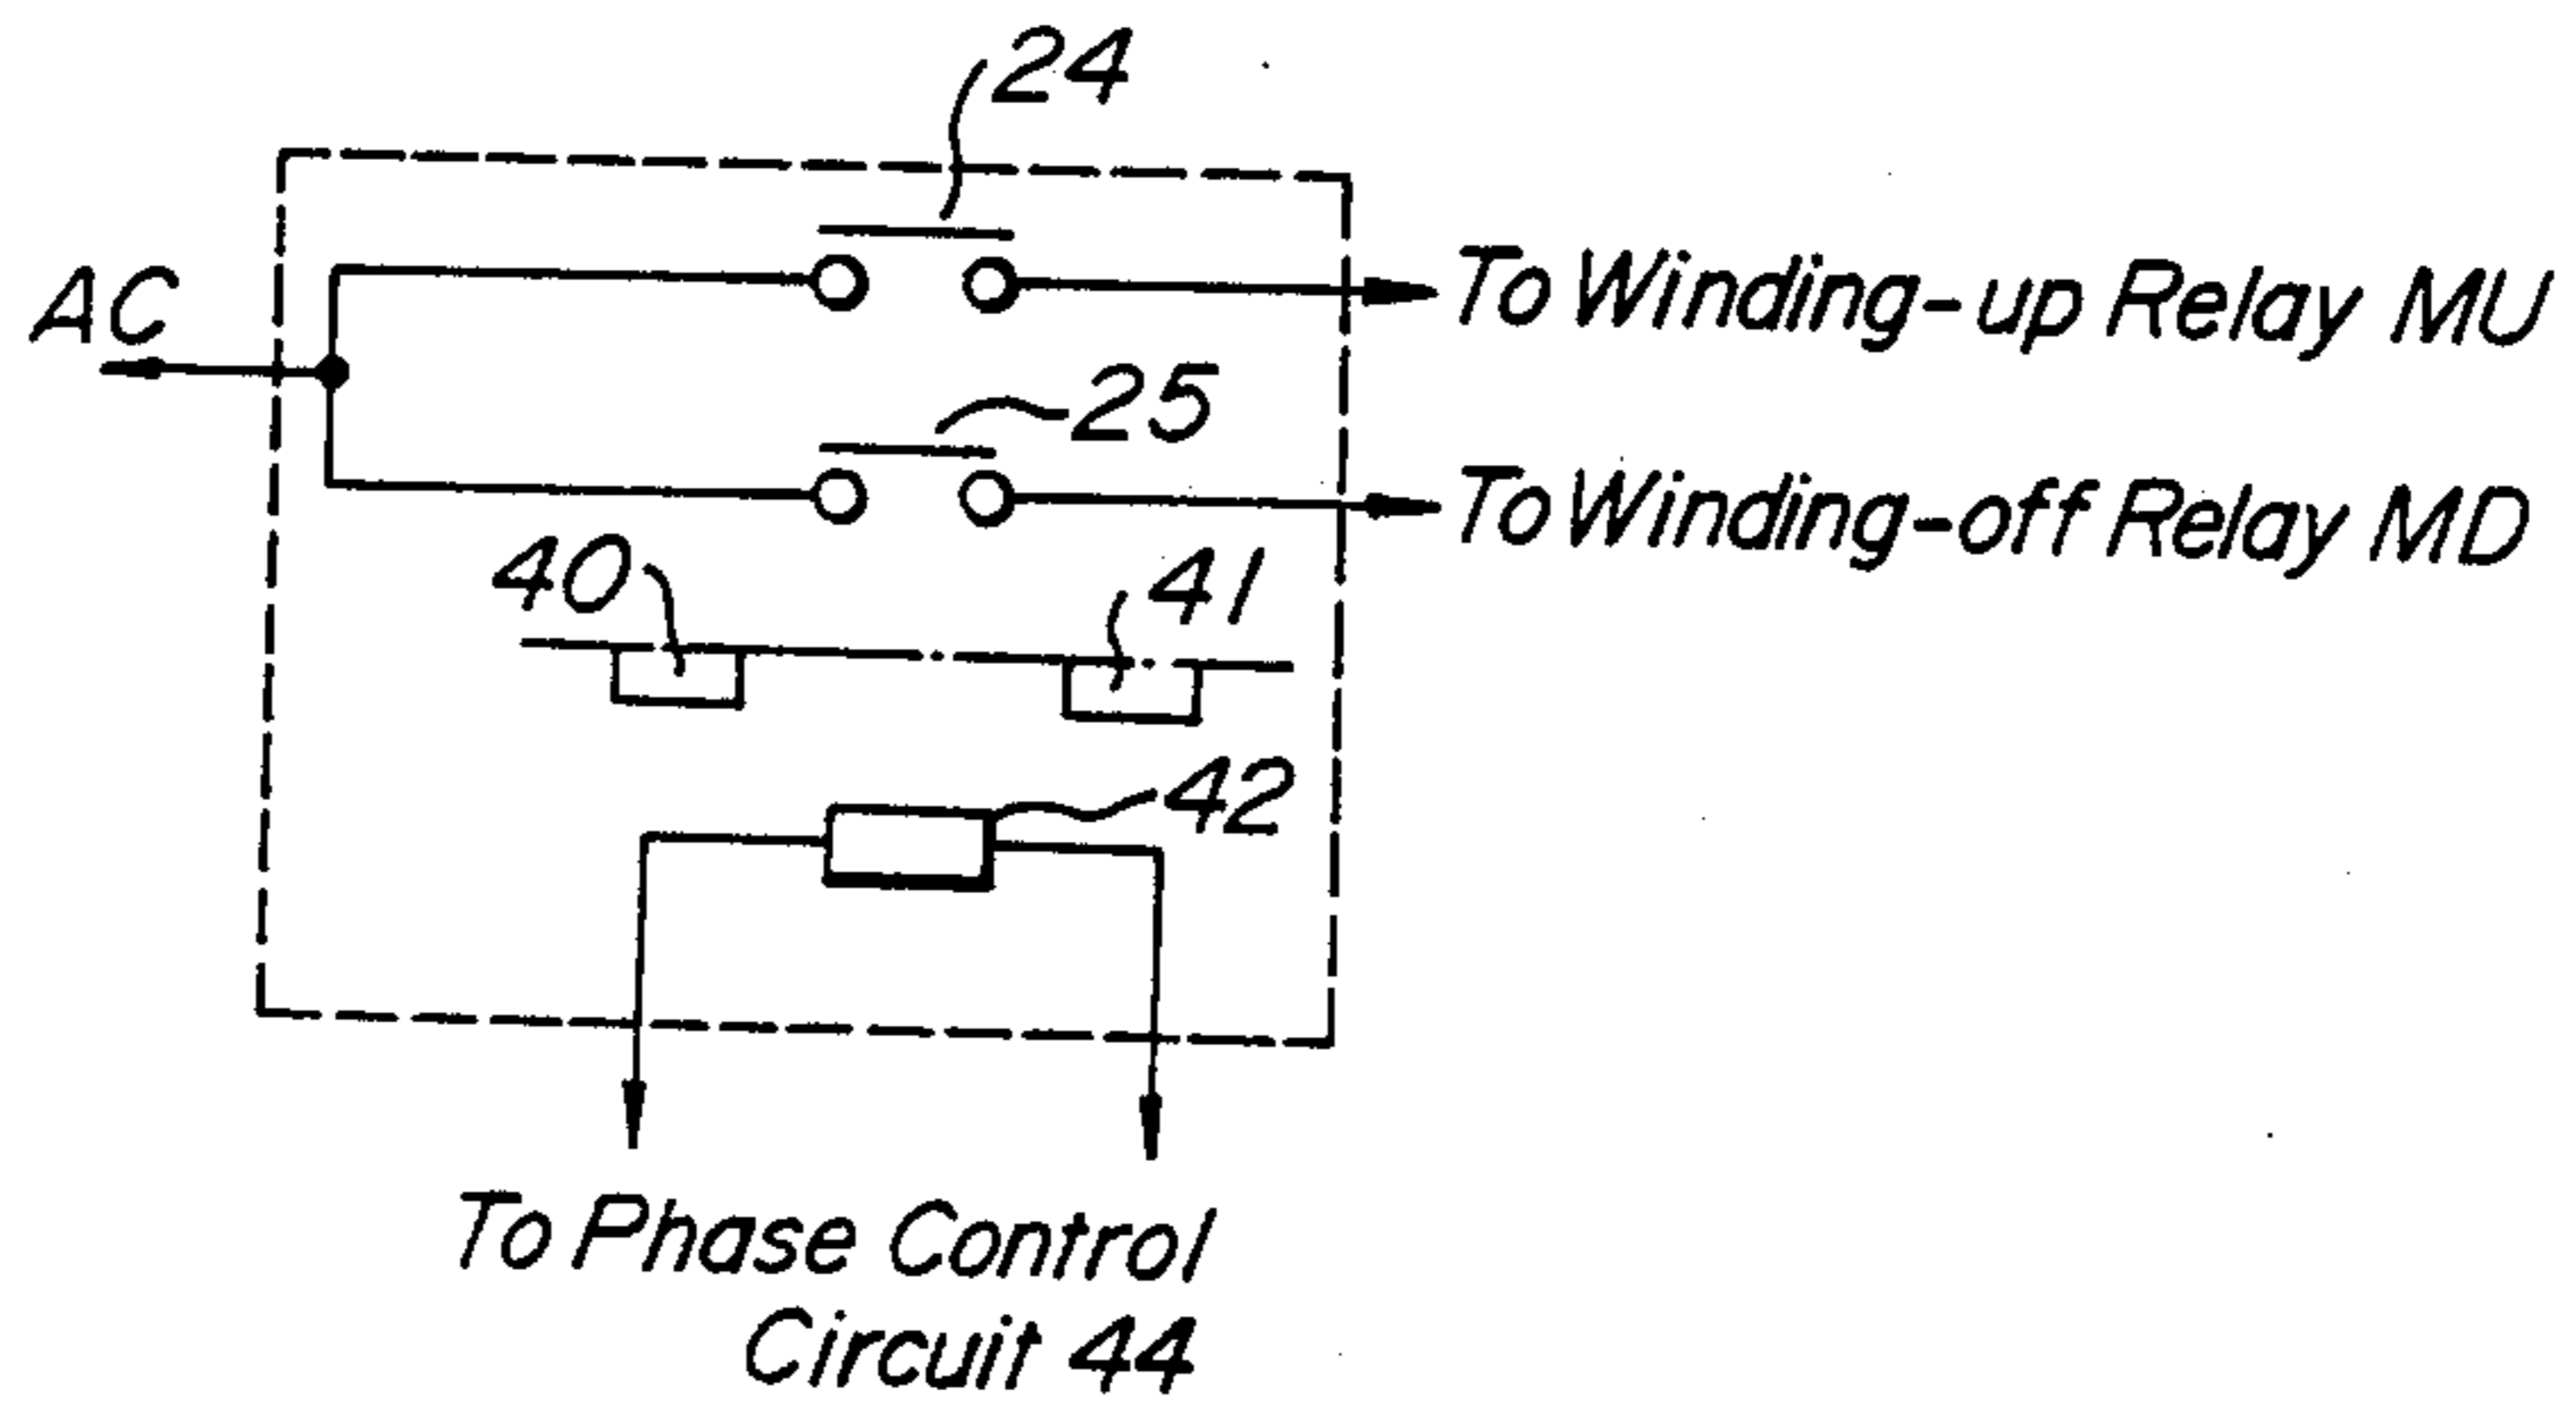 24
AC
To Winding-up Relay MU
25
To Winding-off Relay MD
40
41
42
To Phase Control
Circuit 44